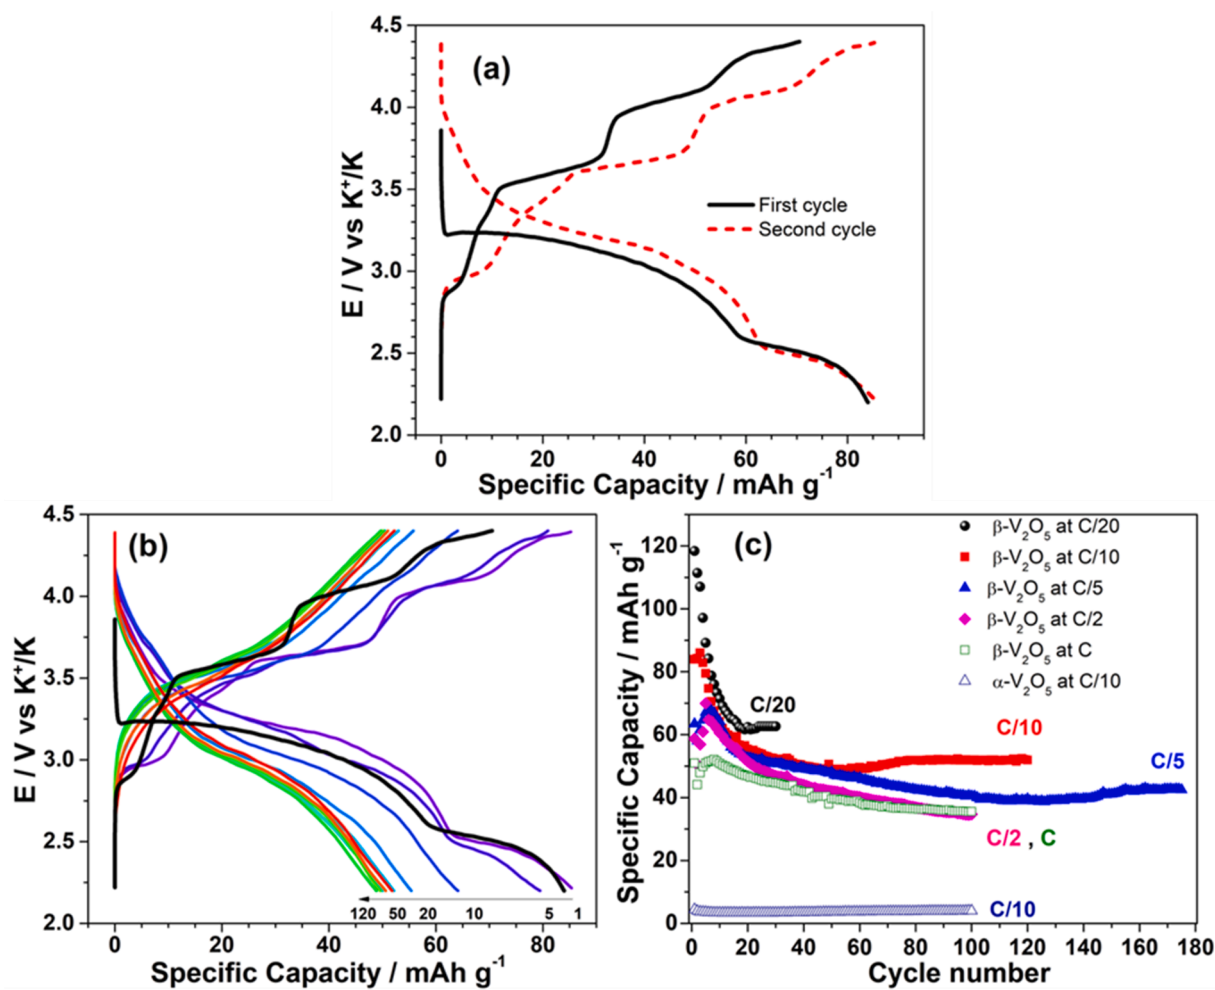 (a)
4.5
4.0
3.5
3.0
2.5
2.0
E / V vs K⁺/K
First cycle
Second cycle
0 20 40 60 80
Specific Capacity / mAh g⁻¹
(b)
4.5
4.0
3.5
3.0
2.5
2.0
E / V vs K⁺/K
120 50 20 10 5 1
0 20 40 60 80
Specific Capacity / mAh g⁻¹
(c)
120
100
80
60
40
20
0
Specific Capacity / mAh g⁻¹
β-V₂O₅ at C/20
β-V₂O₅ at C/10
β-V₂O₅ at C/5
β-V₂O₅ at C/2
β-V₂O₅ at C
α-V₂O₅ at C/10
C/20
C/10
C/5
C/2 , C
C/10
0 20 40 60 80 100 120 140 160 180
Cycle number